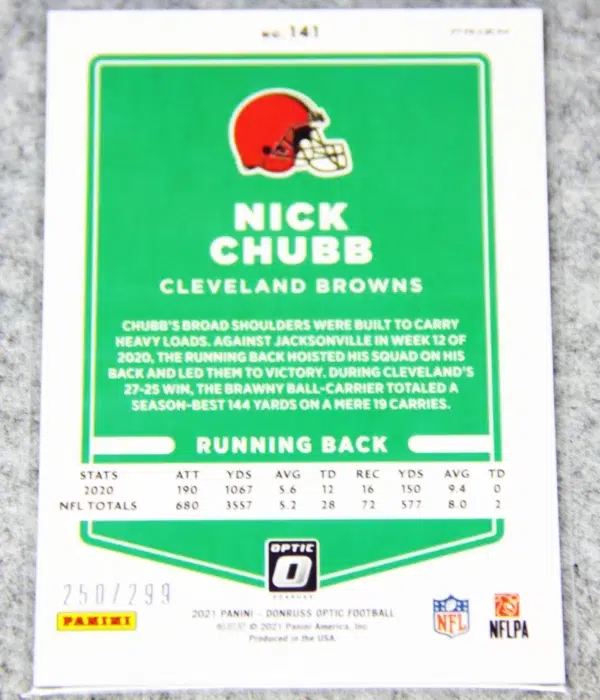 NO. 141
NICK
CHUBB
CLEVELAND BROWNS
CHUBB'S BROAD SHOULDERS WERE BUILT TO CARRY
HEAVY LOADS. AGAINST JACKSONVILLE IN WEEK 12 OF
2020, THE RUNNING BACK HOISTED HIS SQUAD ON HIS
BACK AND LED THEM TO VICTORY. DURING CLEVELAND'S
27-25 WIN, THE BRAWNY BALL-CARRIER TOTALED A
SEASON-BEST 144 YARDS ON A MERE 19 CARRIES.
RUNNING BACK
STATS ATT YDS AVG TD REC YDS AVG TD
2020 190 1067 5.6 12 16 150 9.4 0
NFL TOTALS 680 3557 5.2 28 72 577 8.0 2
OPTIC
O
DONRUSS
250/299
PANINI
2021 PANINI - DONRUSS OPTIC FOOTBALL
© 2021 Panini America, Inc.
Produced in the USA.
NFL
NFLPA